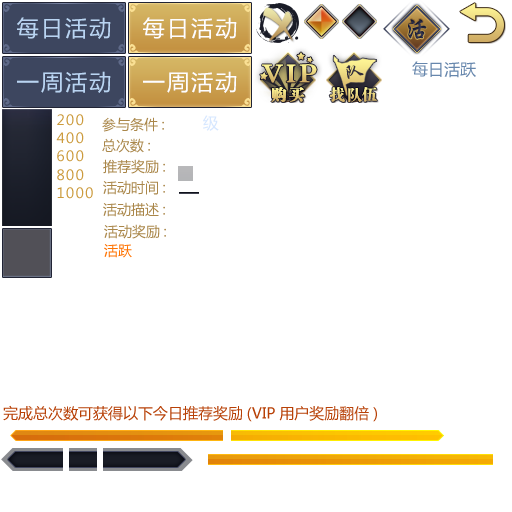 每日活动
每日活动
活
每日活跃
一周活动
一周活动
VIP
购买
队
找队伍
200
400
600
800
1000
参与条件：
级
总次数：
推荐奖励：
活动时间：
活动描述：
活动奖励：
活跃
完成总次数可获得以下今日推荐奖励 (VIP 用户奖励翻倍 )